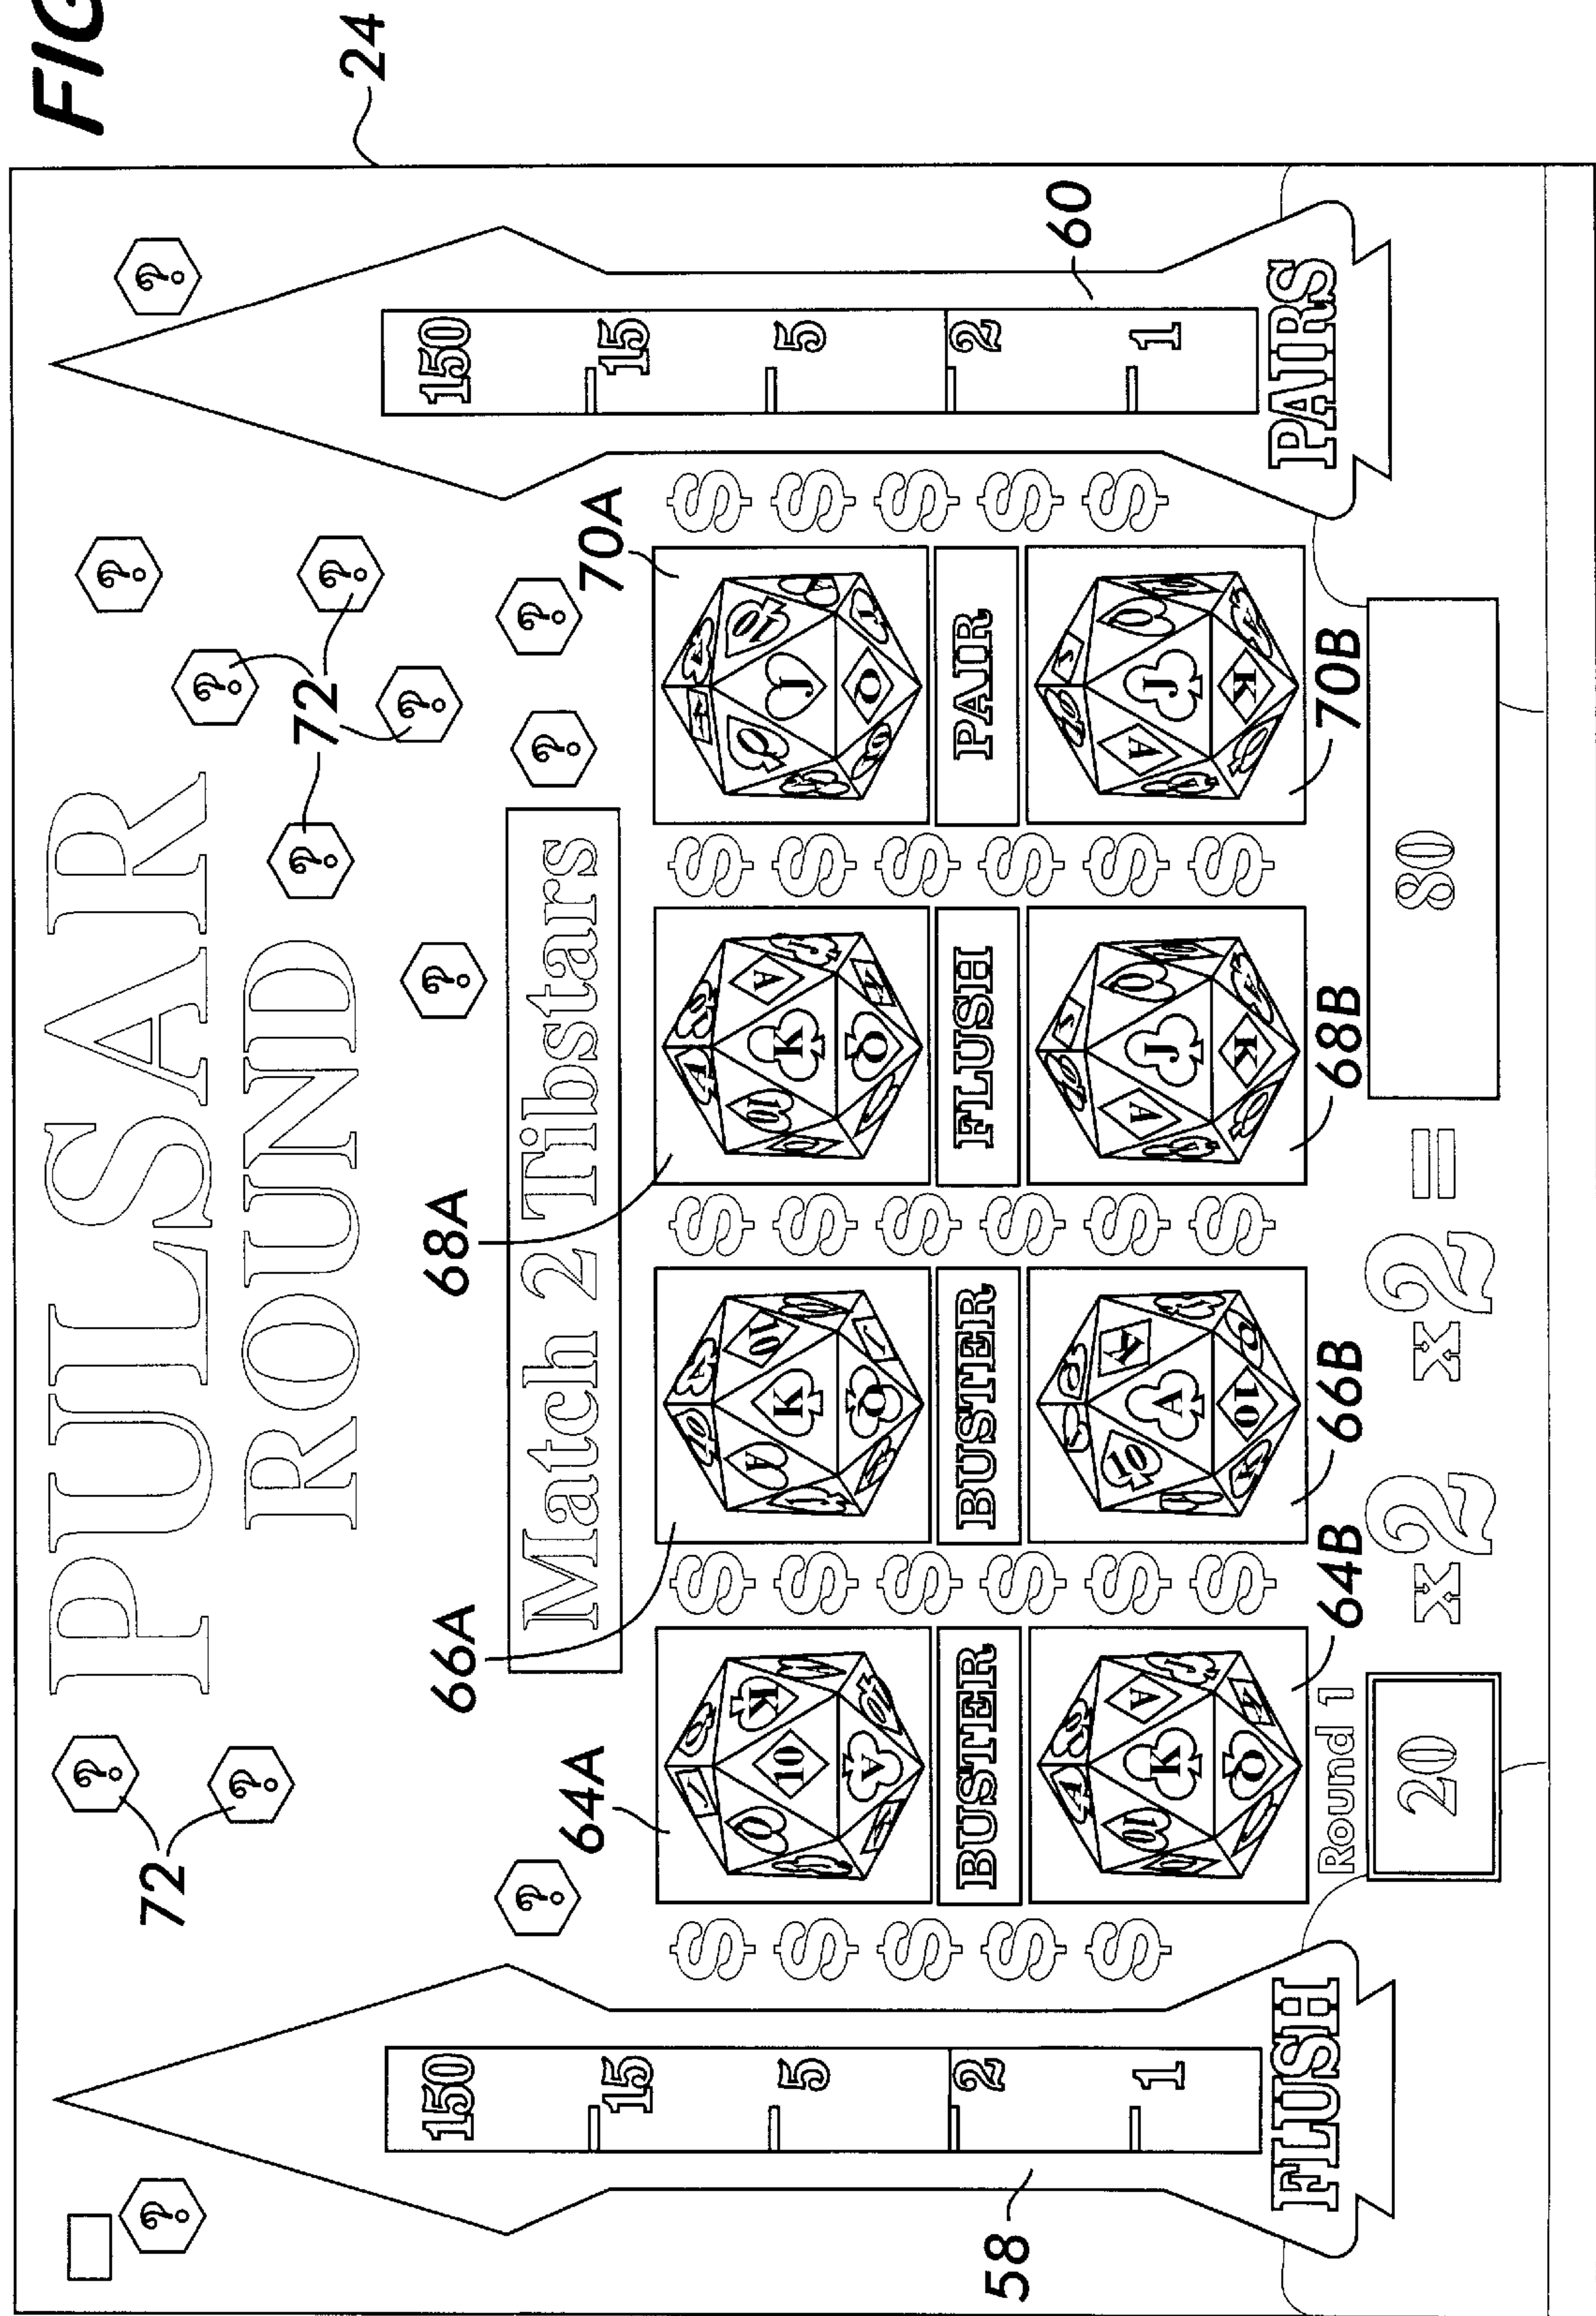 FIG
? ? ? ?
72 PULSAR
? ?
ROUND ? 72 ?
24
? ?
68A
66A
Match 2 Tibstars
? ? ?
64A 70A
150 150
15 15
5 5
2 2
1 1
$ $ $ $ $
$ $ $ $ $
$ $ $ $ $
$ $ $ $ $
$ $ $ $ $
$ $ $
10 K K J
A Q Q Q
BUSTER BUSTER FLUSH PAIR
K A J J
Q 10 K K
58 60
FLUSH PAIRS
64B 66B 68B 70B
Round 1
20 x2 x2 = 80